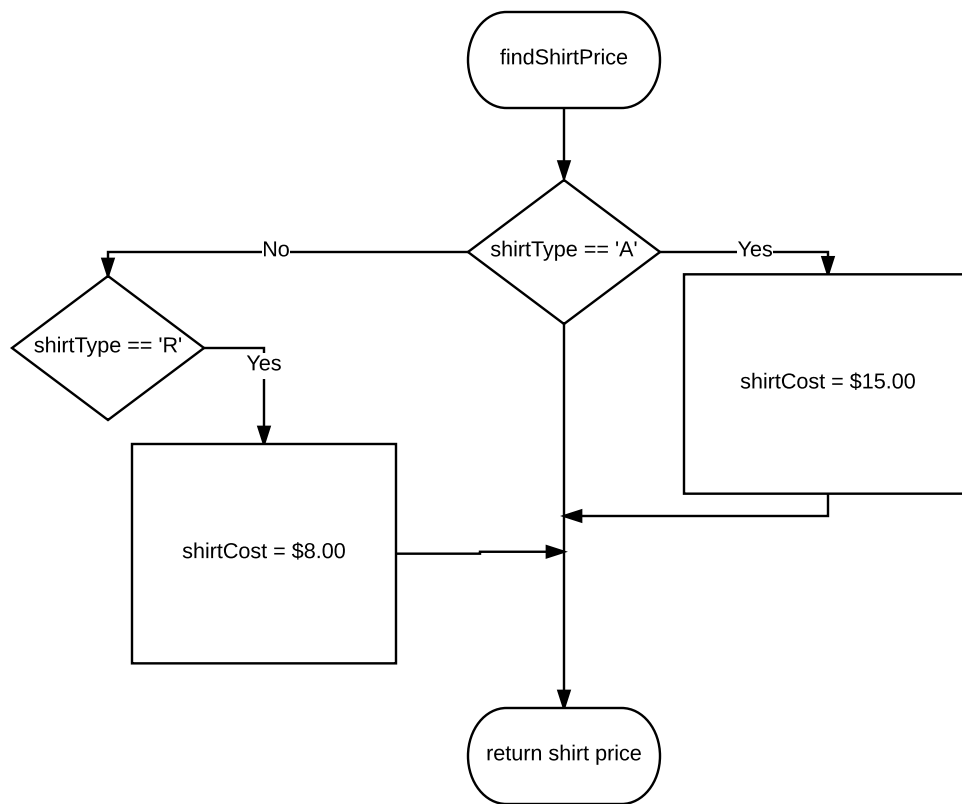 findShirtPrice
shirtType == 'A'
No
Yes
shirtType == 'R'
Yes
shirtCost = $15.00
shirtCost = $8.00
return shirt price